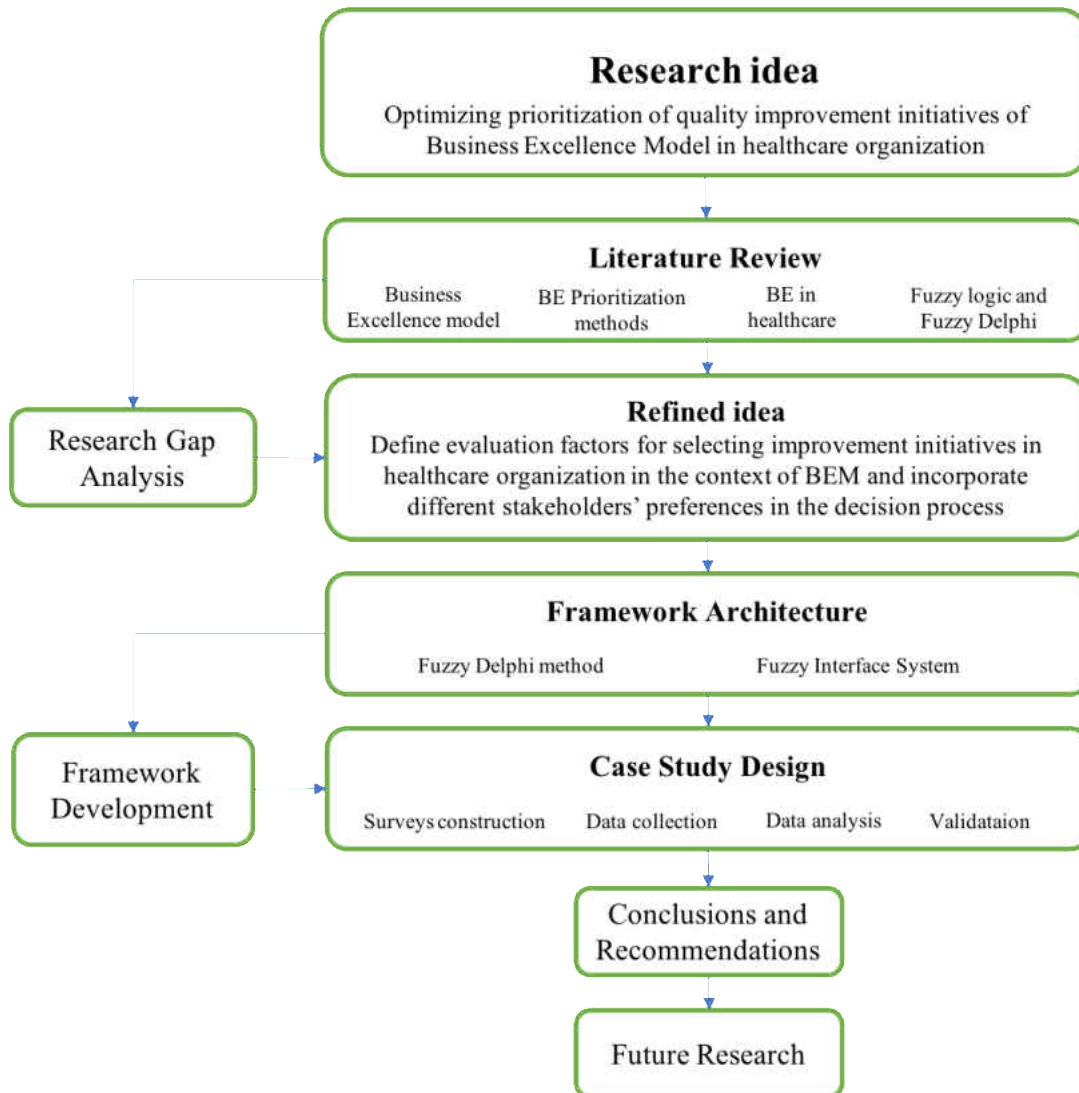 Research idea
Optimizing prioritization of quality improvement initiatives of
Business Excellence Model in healthcare organization
Literature Review
Business
Excellence model
BE Prioritization
methods
BE in
healthcare
Fuzzy logic and
Fuzzy Delphi
Research Gap
Analysis
Refined idea
Define evaluation factors for selecting improvement initiatives in
healthcare organization in the context of BEM and incorporate
different stakeholders’ preferences in the decision process
Framework Architecture
Fuzzy Delphi method
Fuzzy Interface System
Framework
Development
Case Study Design
Surveys construction
Data collection
Data analysis
Validataion
Conclusions and
Recommendations
Future Research